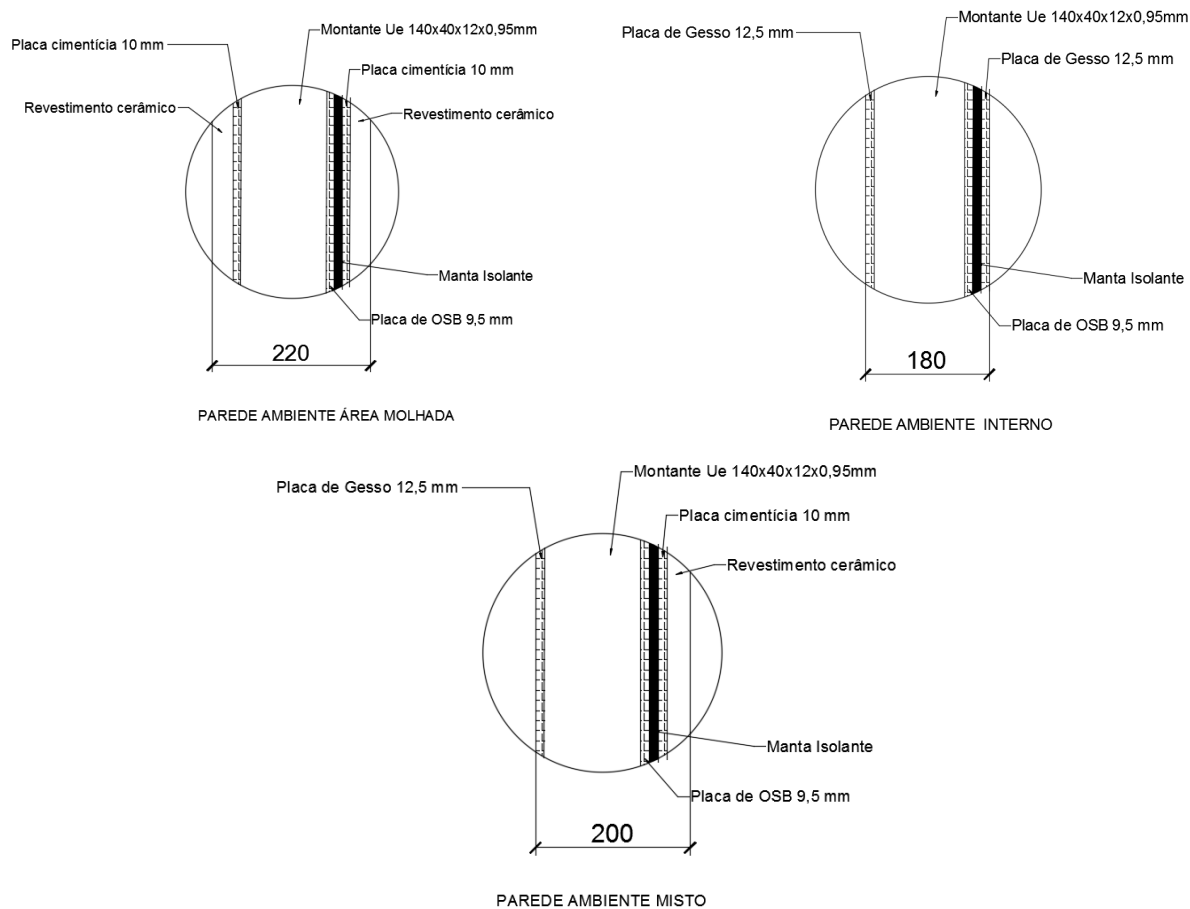 Montante Ue 140x40x12x0,95mm
Placa cimentícia 10 mm
Placa cimentícia 10 mm
Revestimento cerâmico
Revestimento cerâmico
Manta Isolante
Placa de OSB 9,5 mm
220
PAREDE AMBIENTE ÁREA MOLHADA
Montante Ue 140x40x12x0,95mm
Placa de Gesso 12,5 mm
Placa de Gesso 12,5 mm
Manta Isolante
Placa de OSB 9,5 mm
180
PAREDE AMBIENTE INTERNO
Montante Ue 140x40x12x0,95mm
Placa de Gesso 12,5 mm
Placa cimentícia 10 mm
Revestimento cerâmico
Manta Isolante
Placa de OSB 9,5 mm
200
PAREDE AMBIENTE MISTO